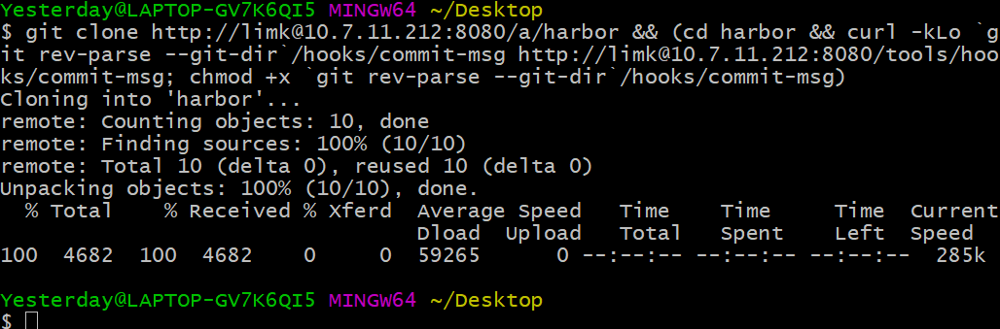 Yesterday@LAPTOP-GV7K6QI5 MINGW64 ~/Desktop
$ git clone http://limk@10.7.11.212:8080/a/harbor && (cd harbor && curl -kLo `g
it rev-parse --git-dir`/hooks/commit-msg http://limk@10.7.11.212:8080/tools/hoo
ks/commit-msg; chmod +x `git rev-parse --git-dir`/hooks/commit-msg)
Cloning into 'harbor'...
remote: Counting objects: 10, done
remote: Finding sources: 100% (10/10)
remote: Total 10 (delta 0), reused 10 (delta 0)
Unpacking objects: 100% (10/10), done.
  % Total    % Received % Xferd  Average Speed   Time    Time     Time  Current
                                 Dload  Upload   Total   Spent    Left  Speed
100  4682  100  4682    0     0  59265      0 --:--:-- --:--:-- --:--:--  285k
Yesterday@LAPTOP-GV7K6QI5 MINGW64 ~/Desktop
$